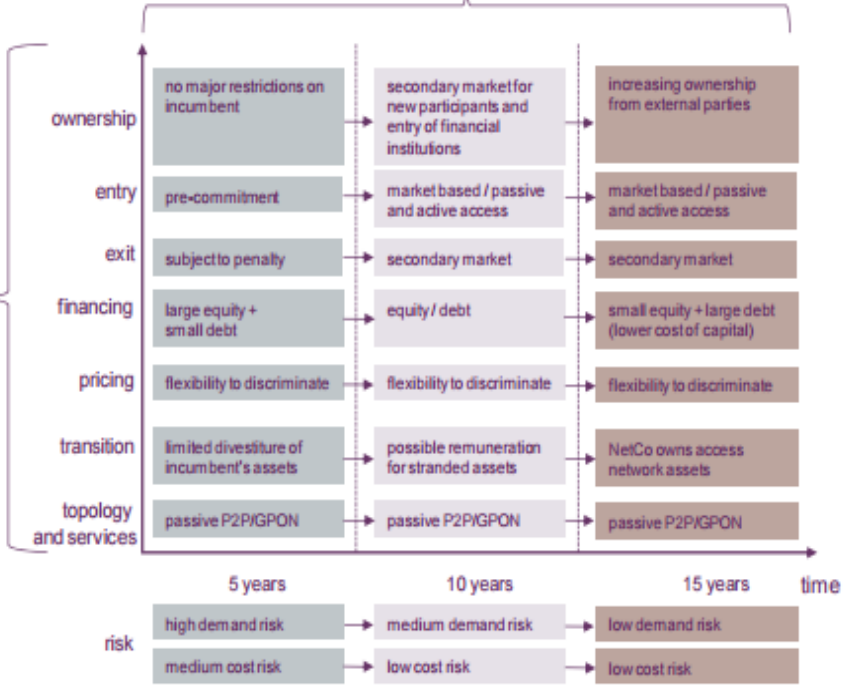 ownership
no major restrictions on
incumbent
secondary market for
new participants and
entry of financial
institutions
increasing ownership
from external parties
entry
pre-commitment
market based / passive
and active access
market based / passive
and active access
exit
subject to penalty
secondary market
secondary market
financing
large equity +
small debt
equity / debt
small equity + large debt
(lower cost of capital)
pricing
flexibility to discriminate
flexibility to discriminate
flexibility to discriminate
transition
limited divestiture of
incumbent's assets
possible remuneration
for stranded assets
NetCo owns access
network assets
topology
and services
passive P2P/GPON
passive P2P/GPON
passive P2P/GPON
5 years
10 years
15 years
time
risk
high demand risk
medium demand risk
low demand risk
medium cost risk
low cost risk
low cost risk